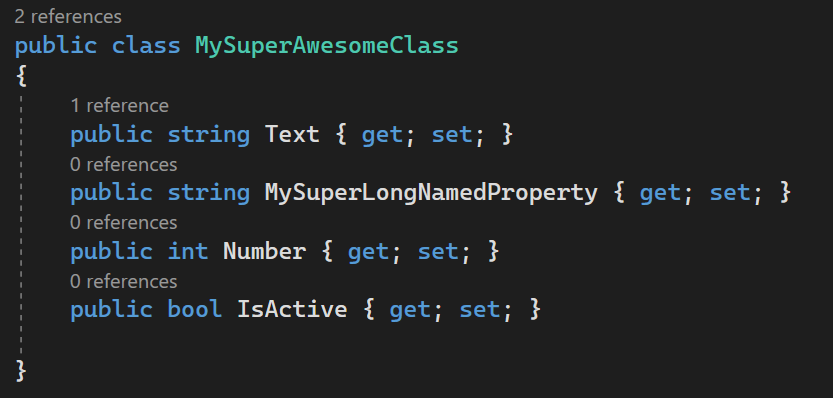 2 references
public class MySuperAwesomeClass
{
1 reference
public string Text { get; set; }
0 references
public string MySuperLongNamedProperty { get; set; }
0 references
public int Number { get; set; }
0 references
public bool IsActive { get; set; }
}